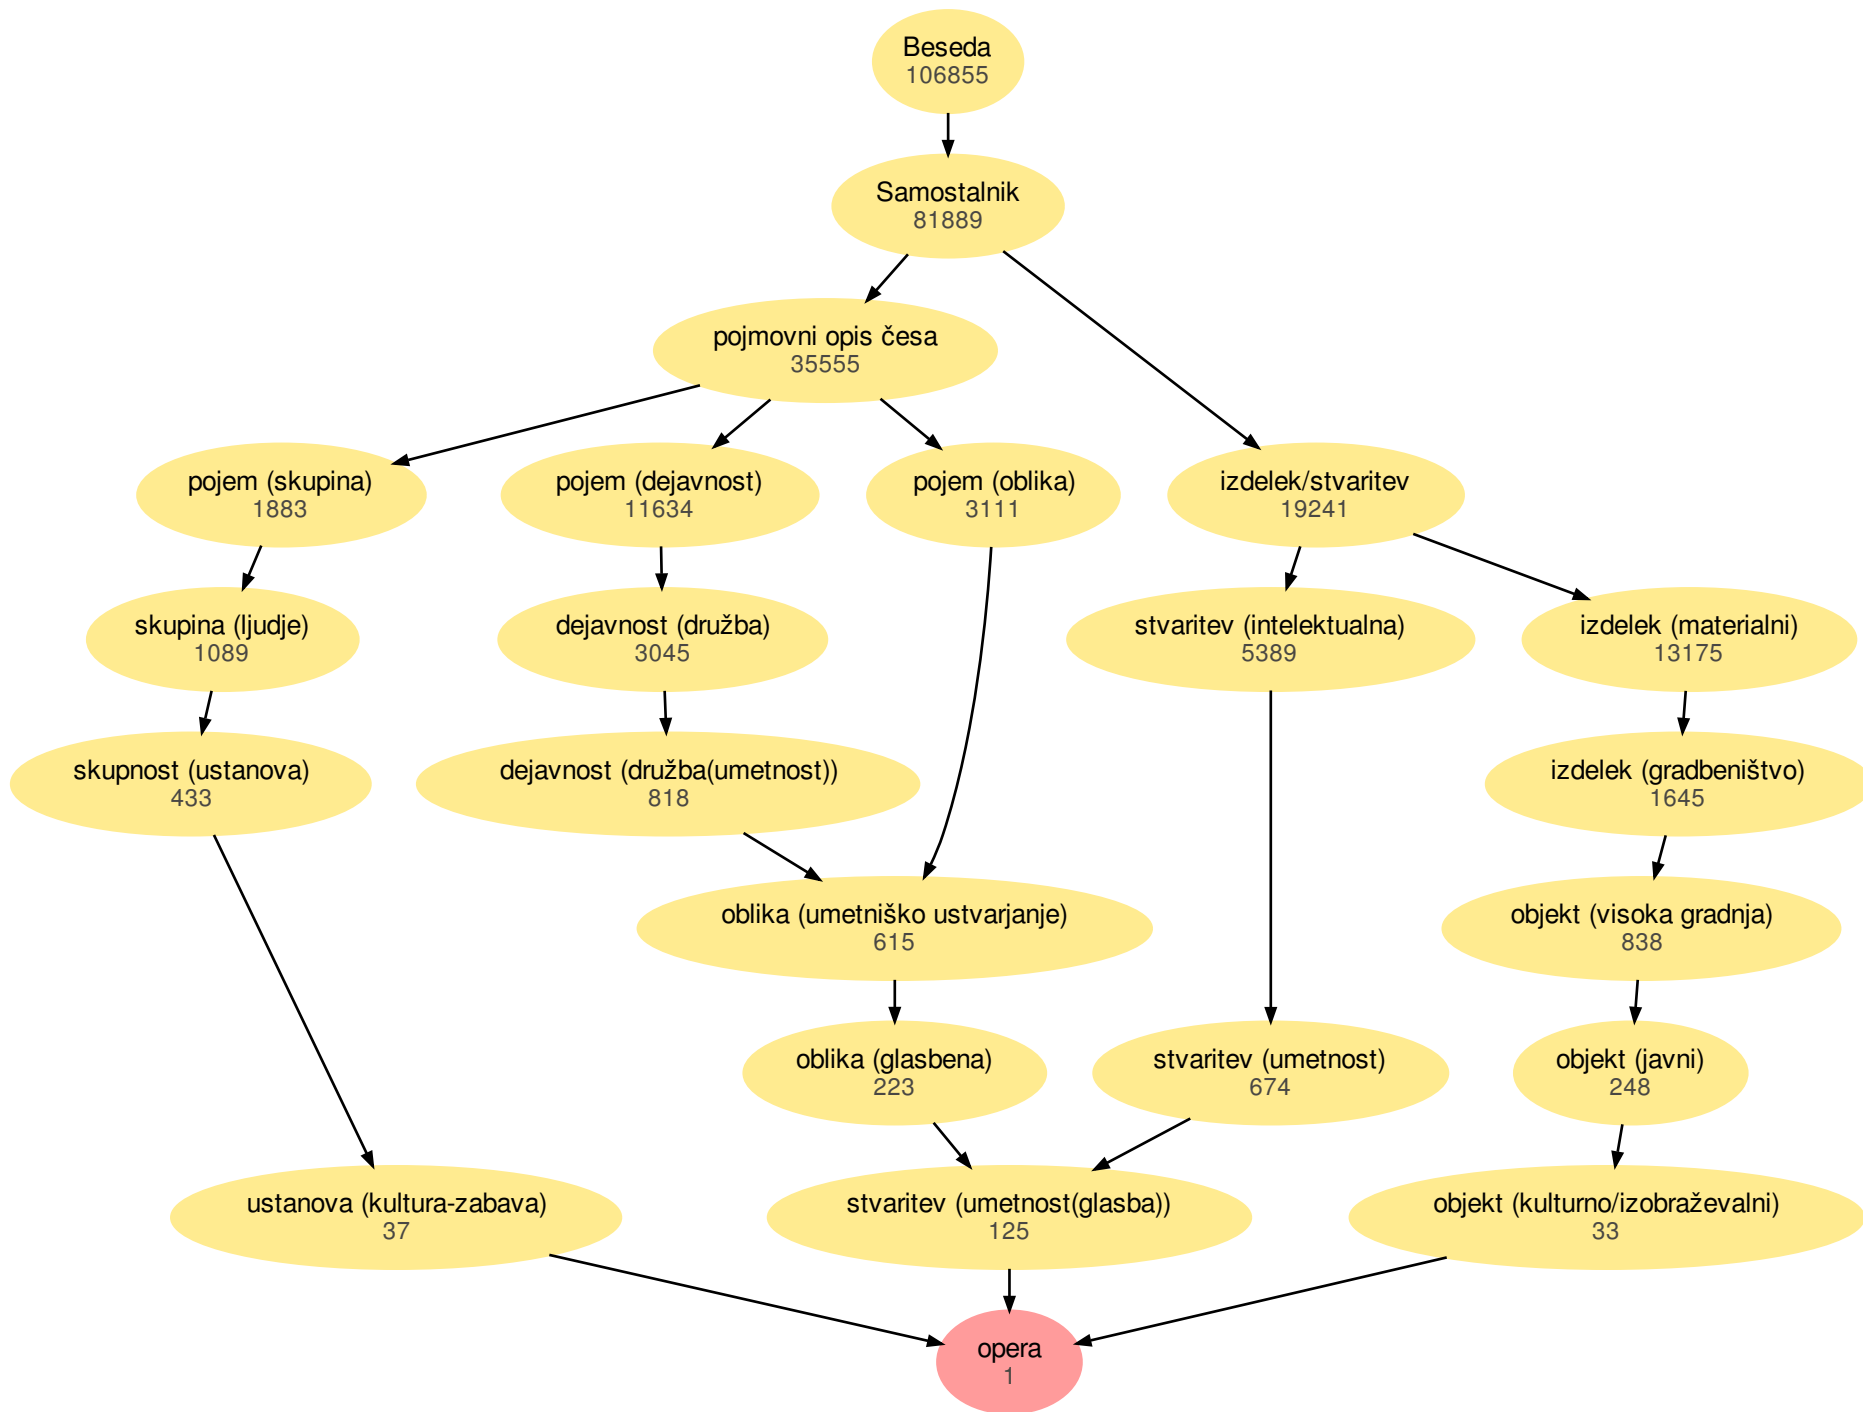 Beseda
106855
Samostalnik
81889
pojmovni opis česa
35555
pojem (skupina)
1883
pojem (dejavnost)
11634
pojem (oblika)
3111
izdelek/stvaritev
19241
skupina (ljudje)
1089
dejavnost (družba)
3045
stvaritev (intelektualna)
5389
izdelek (materialni)
13175
skupnost (ustanova)
433
dejavnost (družba(umetnost))
818
izdelek (gradbeništvo)
1645
oblika (umetniško ustvarjanje)
615
objekt (visoka gradnja)
838
oblika (glasbena)
223
stvaritev (umetnost)
674
objekt (javni)
248
ustanova (kultura-zabava)
37
stvaritev (umetnost(glasba))
125
objekt (kulturno/izobraževalni)
33
opera
1